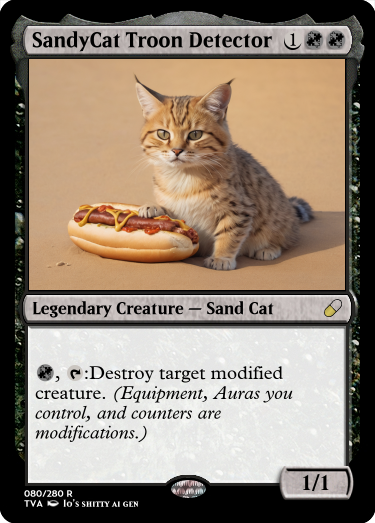 SandyCat Troon Detector 1
Legendary Creature — Sand Cat
, :Destroy target modified
creature. (Equipment, Auras you
control, and counters are
modifications.)
1/1
080/280 R
TVA Io's shitty AI gen